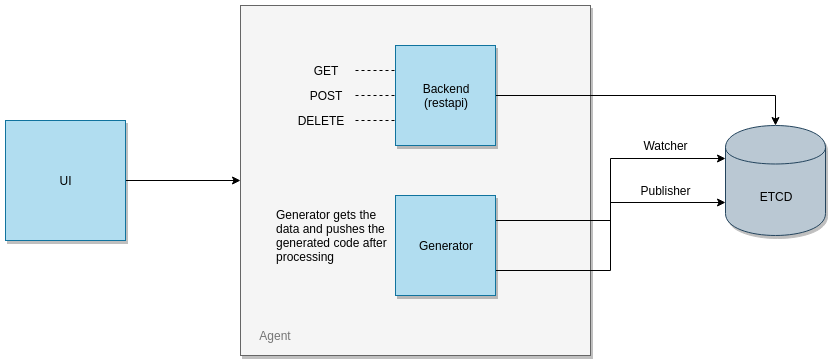 UI
GET
POST
DELETE
Backend
(restapi)
Generator gets the
data and pushes the
generated code after
processing
Generator
Agent
Watcher
Publisher
ETCD